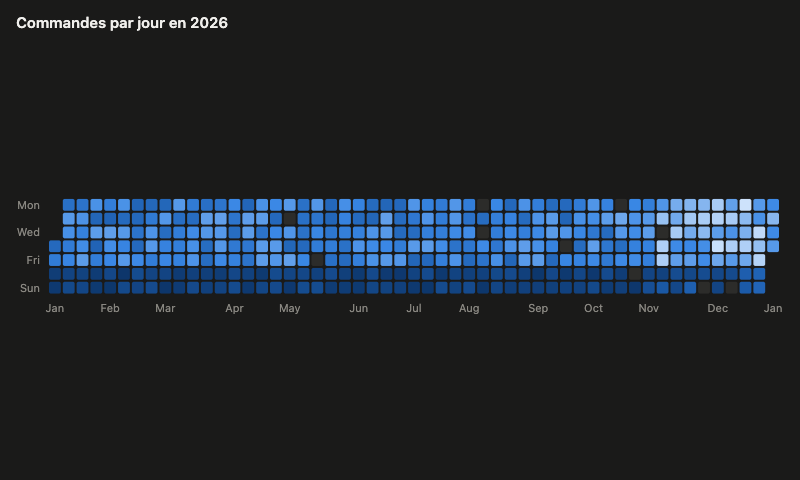 Commandes par jour en 2026
Mon
Wed
Fri
Sun
Jan Feb Mar Apr May Jun Jul Aug Sep Oct Nov Dec Jan